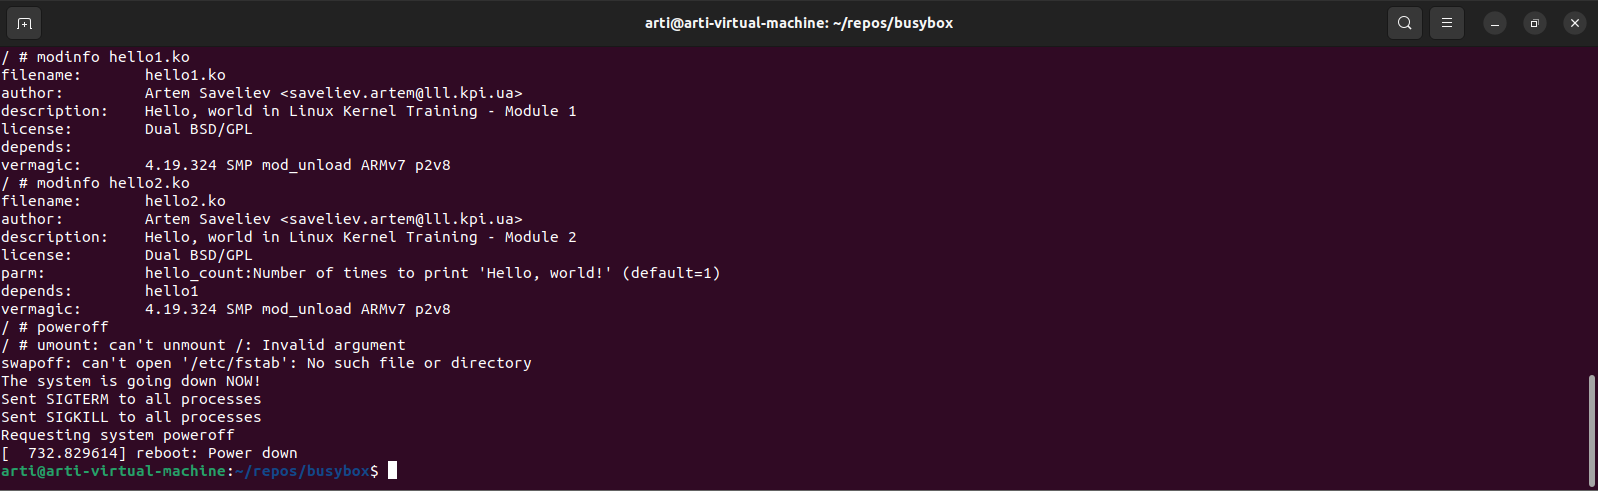 arti@arti-virtual-machine: ~/repos/busybox
/ # modinfo hello1.ko
filename:       hello1.ko
author:         Artem Saveliev <saveliev.artem@lll.kpi.ua>
description:    Hello, world in Linux Kernel Training - Module 1
license:        Dual BSD/GPL
depends:
vermagic:       4.19.324 SMP mod_unload ARMv7 p2v8
/ # modinfo hello2.ko
filename:       hello2.ko
author:         Artem Saveliev <saveliev.artem@lll.kpi.ua>
description:    Hello, world in Linux Kernel Training - Module 2
license:        Dual BSD/GPL
parm:           hello_count:Number of times to print 'Hello, world!' (default=1)
depends:        hello1
vermagic:       4.19.324 SMP mod_unload ARMv7 p2v8
/ # poweroff
/ # umount: can't unmount /: Invalid argument
swapoff: can't open '/etc/fstab': No such file or directory
The system is going down NOW!
Sent SIGTERM to all processes
Sent SIGKILL to all processes
Requesting system poweroff
[  732.829614] reboot: Power down
arti@arti-virtual-machine:~/repos/busybox$